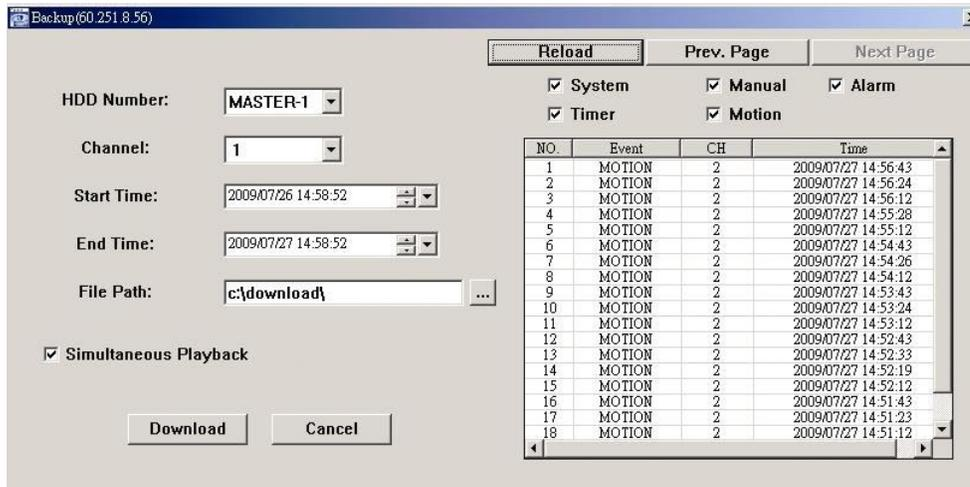 Backup(60.251.8.56)
Reload Prev. Page Next Page
System Manual Alarm
Timer Motion
HDD Number: MASTER-1
Channel: 1
Start Time: 2009/07/26 14:58:52
End Time: 2009/07/27 14:58:52
File Path: c:\download\ ...
Simultaneous Playback
Download Cancel
NO. Event CH Time
1 MOTION 2 2009/07/27 14:56:43
2 MOTION 2 2009/07/27 14:56:24
3 MOTION 2 2009/07/27 14:56:12
4 MOTION 2 2009/07/27 14:55:28
5 MOTION 2 2009/07/27 14:55:12
6 MOTION 2 2009/07/27 14:54:43
7 MOTION 2 2009/07/27 14:54:26
8 MOTION 2 2009/07/27 14:54:12
9 MOTION 2 2009/07/27 14:53:43
10 MOTION 2 2009/07/27 14:53:24
11 MOTION 2 2009/07/27 14:53:12
12 MOTION 2 2009/07/27 14:52:43
13 MOTION 2 2009/07/27 14:52:33
14 MOTION 2 2009/07/27 14:52:19
15 MOTION 2 2009/07/27 14:52:12
16 MOTION 2 2009/07/27 14:51:43
17 MOTION 2 2009/07/27 14:51:23
18 MOTION 2 2009/07/27 14:51:12